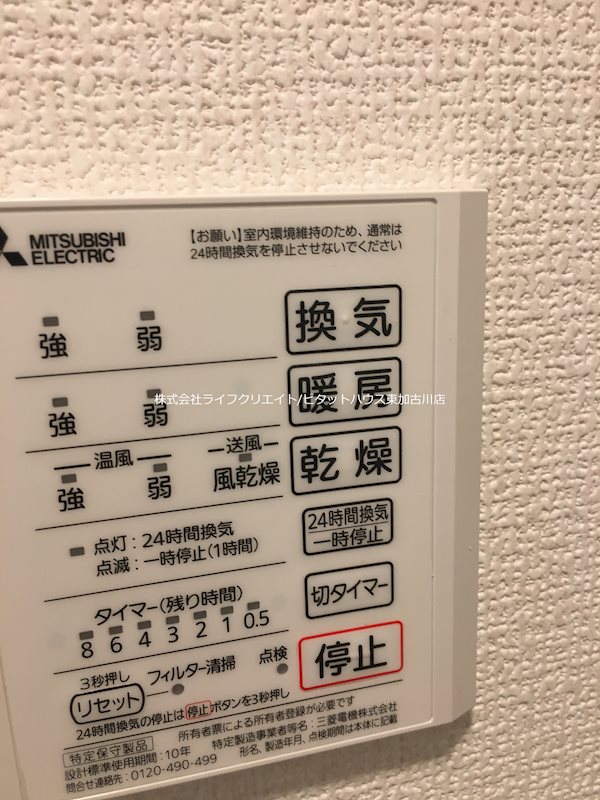 MITSUBISHI
ELECTRIC
【お願い】室内環境維持のため、通常は
24時間換気を停止させないでください
強 弱 換気
強 弱 暖房
株式会社ライフクリエイト/ピタットハウス東加古川店
温風 送風
強 弱 風乾燥 乾燥
点灯:24時間換気
点滅:一時停止(1時間)
24時間換気
一時停止
タイマー(残り時間)
8 6 4 3 2 1 0.5
切タイマー
3秒押し
リセット フィルター清掃 点検
停止
24時間換気の停止は停止ボタンを3秒押し
特定保守製品 所有者票による所有者登録が必要です
設計標準使用期間:10年 特定製造事業者等名:三菱電機株式会社
問合せ連絡先:0120-490-499 形名、製造年月、点検期間は本体に記載